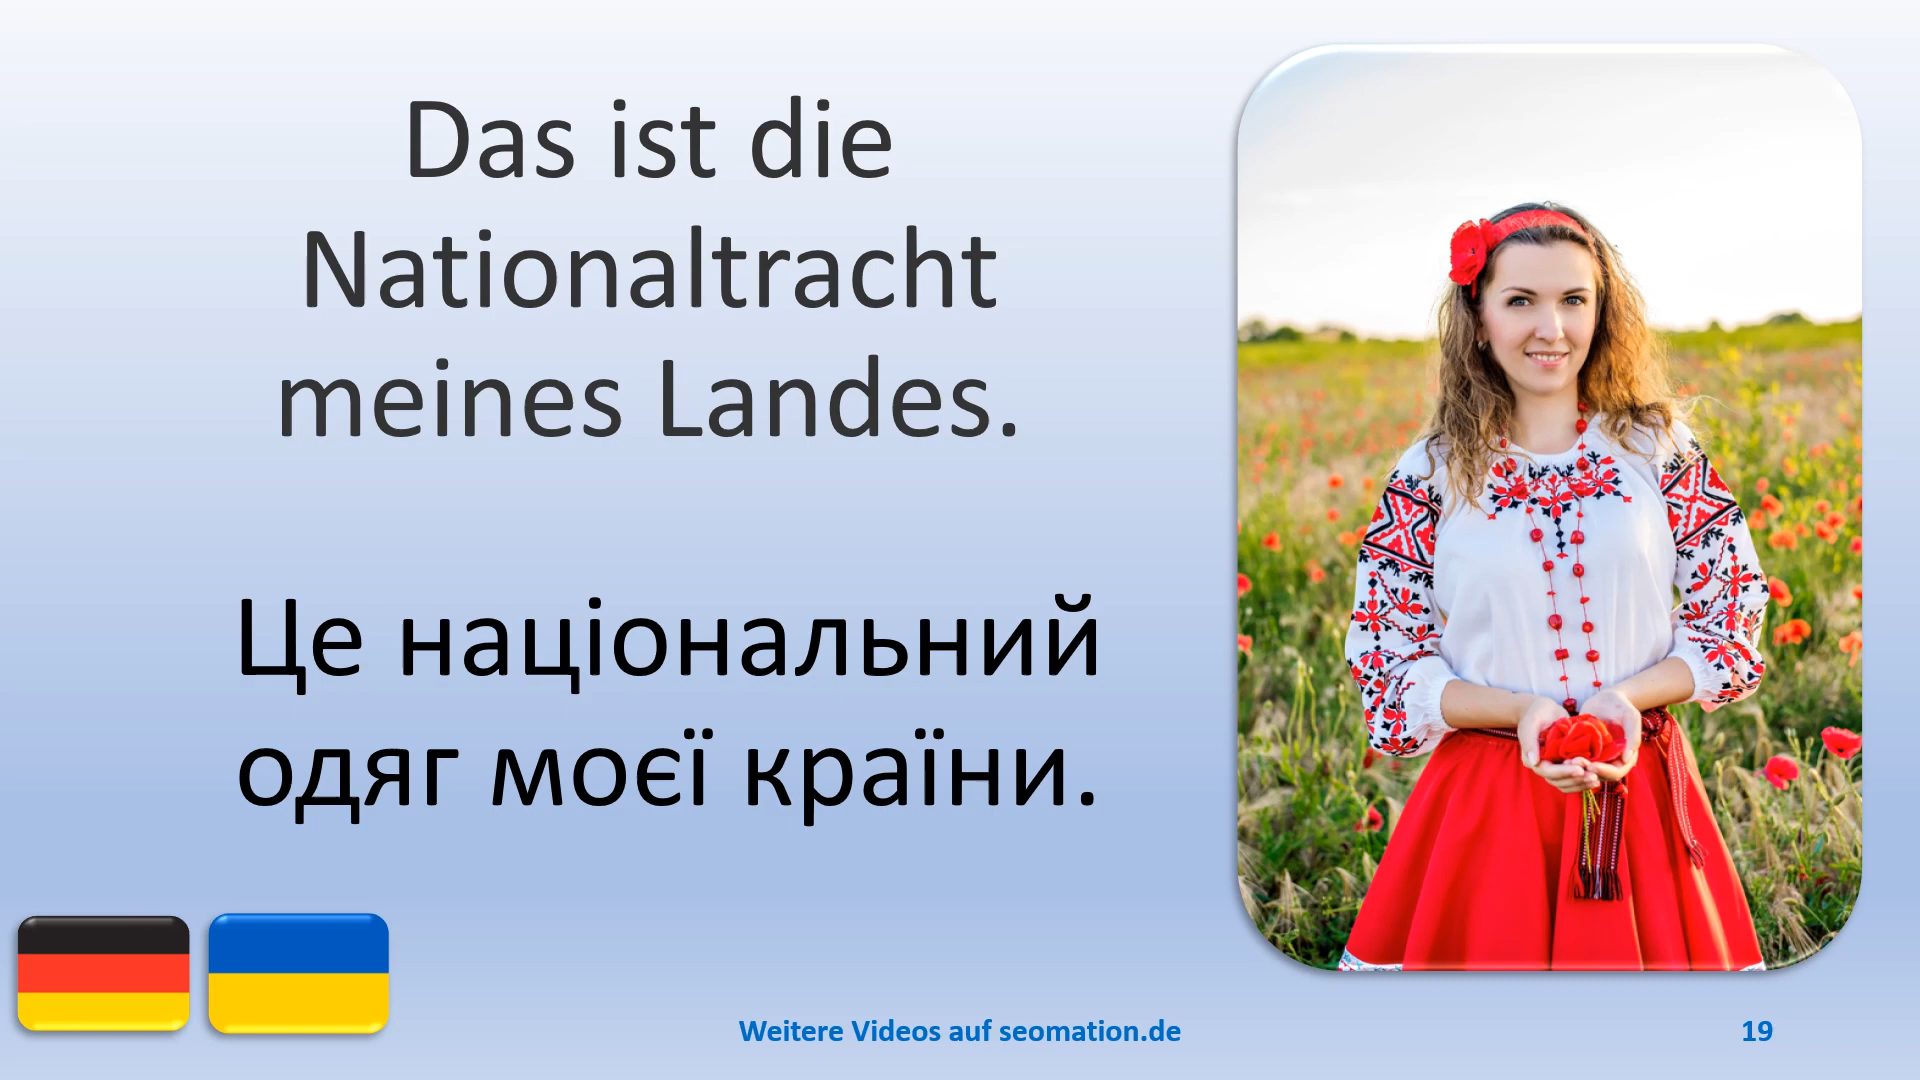 Das ist die
Nationaltracht
meines Landes.
Це національний
одяг моєї країни.
Weitere Videos auf seomation.de
19